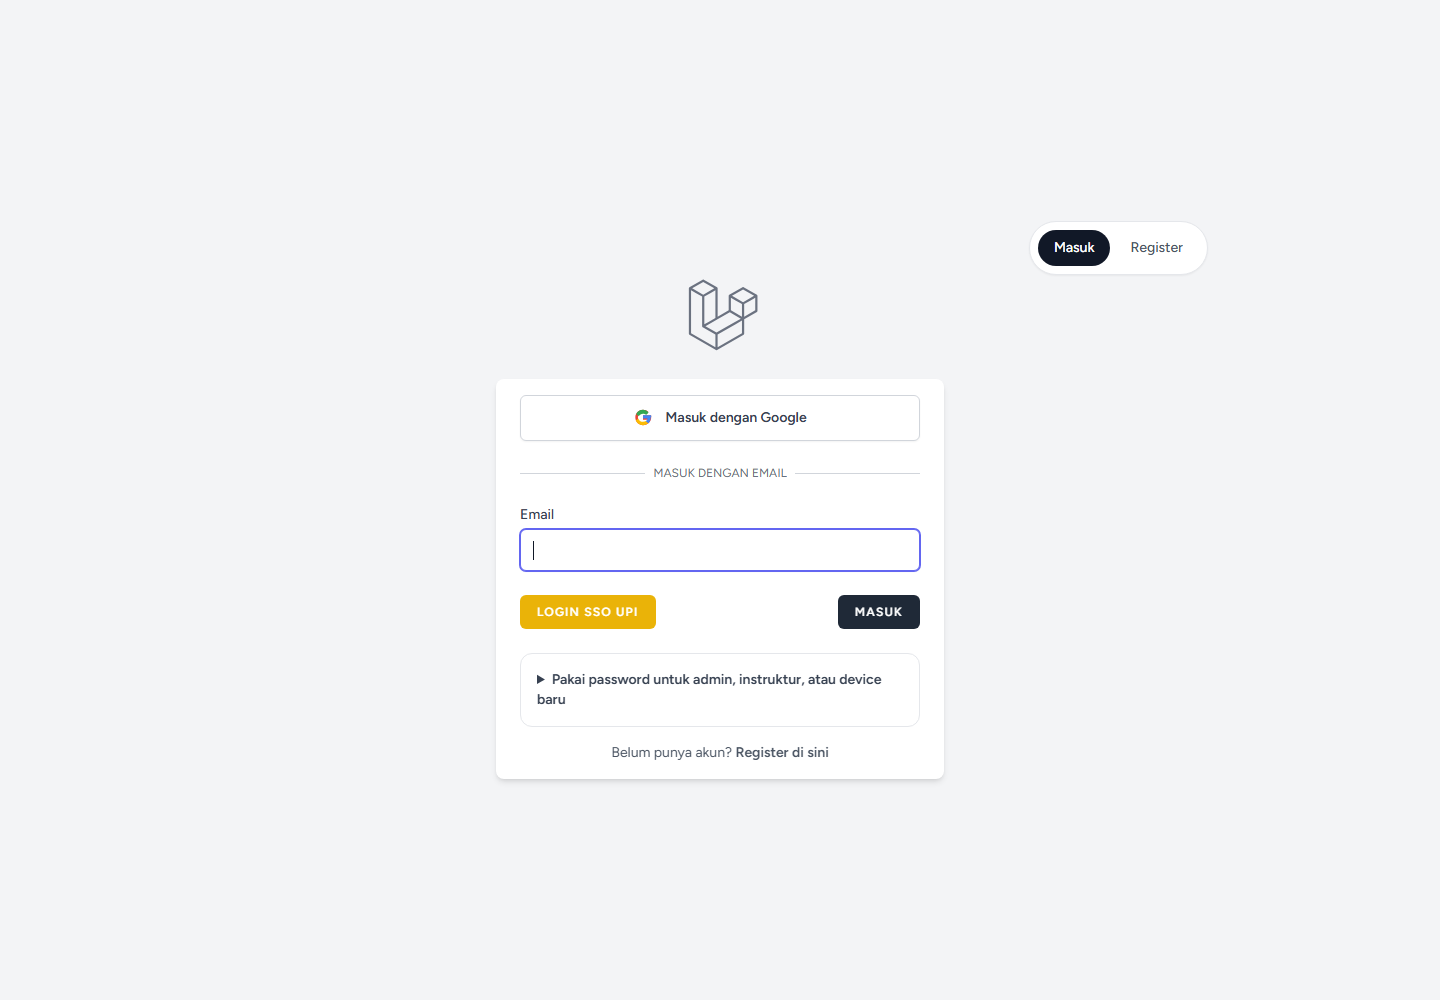 Masuk
Register
Masuk dengan Google
MASUK DENGAN EMAIL
Email
LOGIN SSO UPI
MASUK
Pakai password untuk admin, instruktur, atau device
baru
Belum punya akun? Register di sini